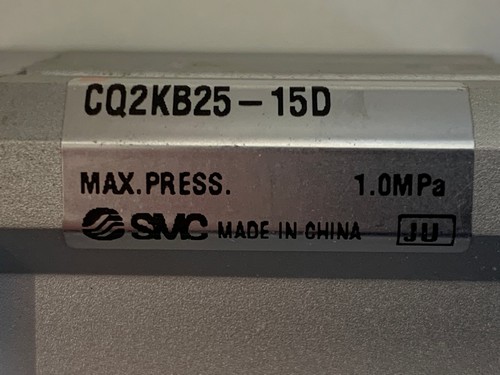 CQ2KB25-15D
MAX.PRESS. 1.0MPa
SMC MADE IN CHINA JU